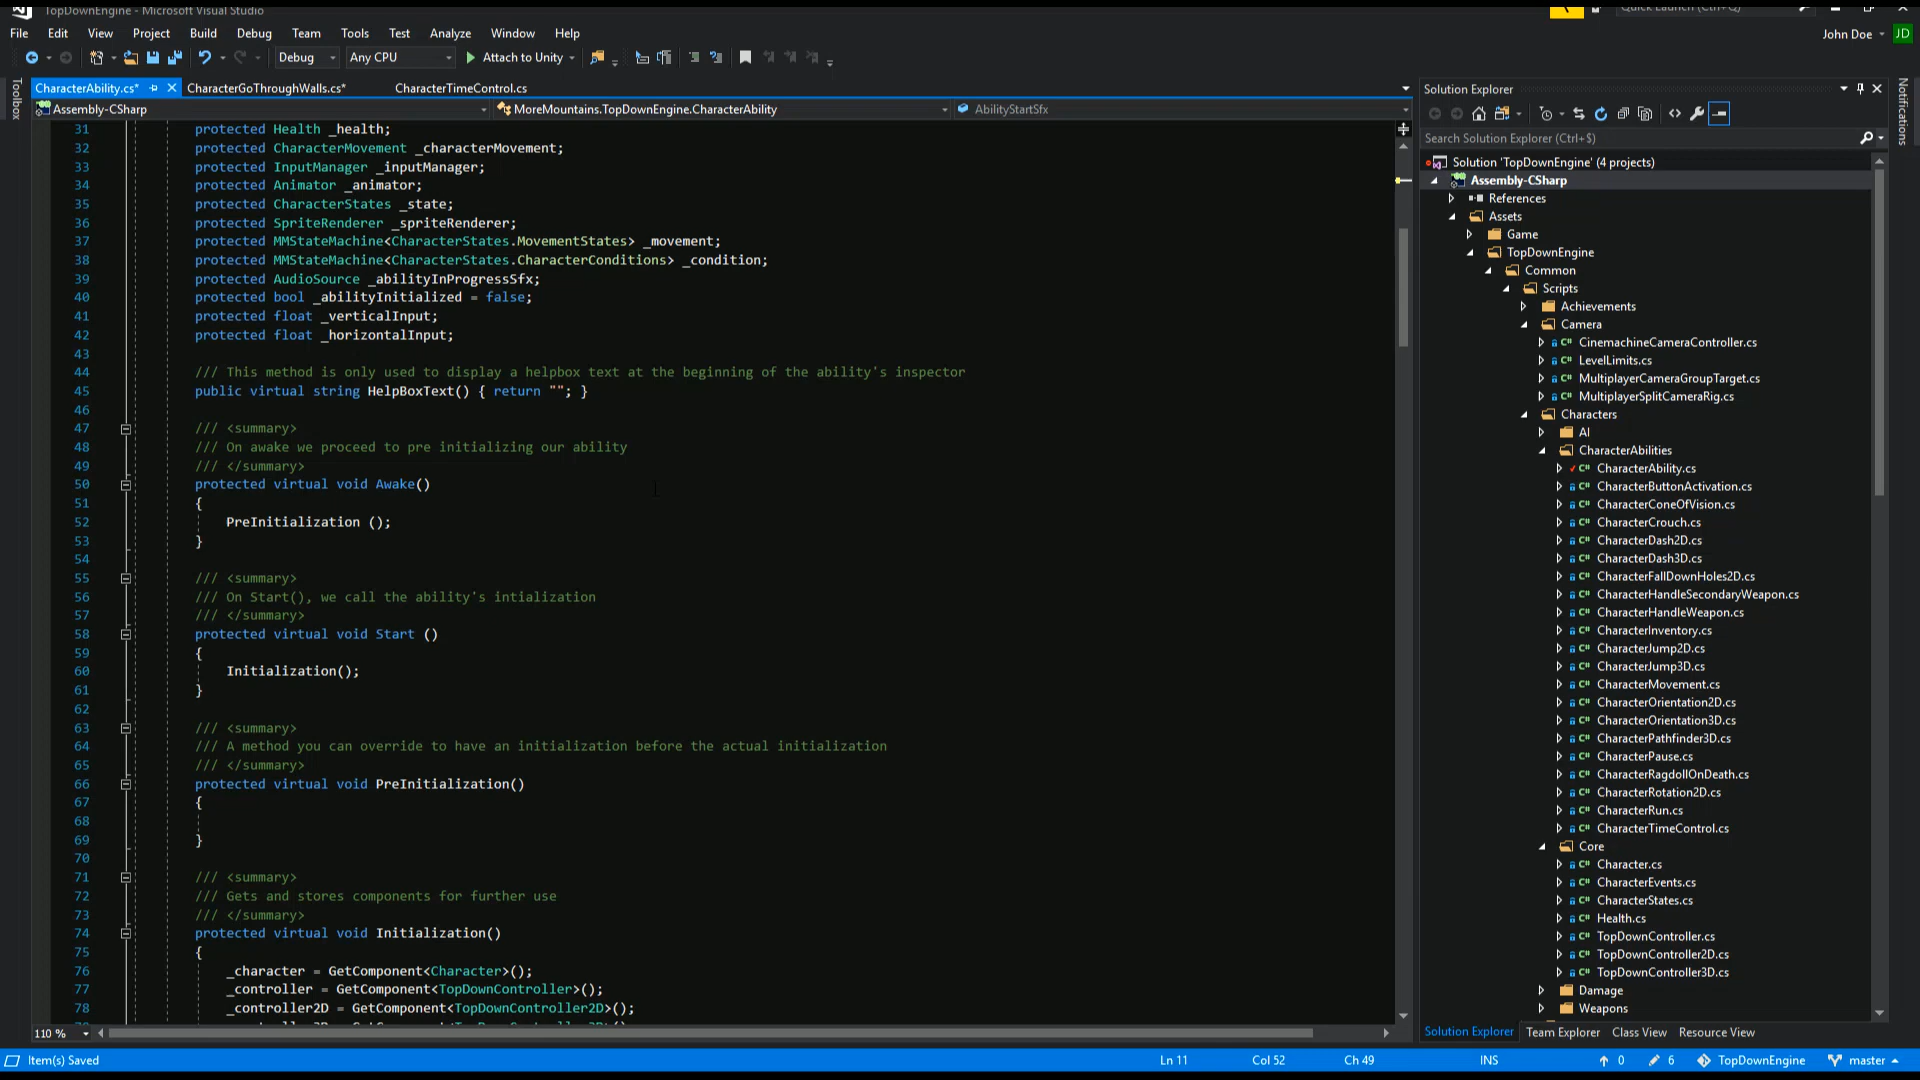 TopDownEngine - Microsoft Visual Studio
Quick Launch (Ctrl+Q)
File Edit View Project Build Debug Team Tools Test Analyze Window Help
John Doe JD
Debug Any CPU Attach to Unity
Toolbox
CharacterAbility.cs* CharacterGoThroughWalls.cs* CharacterTimeControl.cs
Assembly-CSharp MoreMountains.TopDownEngine.CharacterAbility AbilityStartSfx
31 protected Health _health;
32 protected CharacterMovement _characterMovement;
33 protected InputManager _inputManager;
34 protected Animator _animator;
35 protected CharacterStates _state;
36 protected SpriteRenderer _spriteRenderer;
37 protected MMStateMachine<CharacterStates.MovementStates> _movement;
38 protected MMStateMachine<CharacterStates.CharacterConditions> _condition;
39 protected AudioSource _abilityInProgressSfx;
40 protected bool _abilityInitialized = false;
41 protected float _verticalInput;
42 protected float _horizontalInput;
43
44 /// This method is only used to display a helpbox text at the beginning of the ability's inspector
45 public virtual string HelpBoxText() { return ""; }
46
47 /// <summary>
48 /// On awake we proceed to pre initializing our ability
49 /// </summary>
50 protected virtual void Awake()
51 {
52 PreInitialization ();
53 }
54
55 /// <summary>
56 /// On Start(), we call the ability's intialization
57 /// </summary>
58 protected virtual void Start ()
59 {
60 Initialization();
61 }
62
63 /// <summary>
64 /// A method you can override to have an initialization before the actual initialization
65 /// </summary>
66 protected virtual void PreInitialization()
67 {
68
69 }
70
71 /// <summary>
72 /// Gets and stores components for further use
73 /// </summary>
74 protected virtual void Initialization()
75 {
76 _character = GetComponent<Character>();
77 _controller = GetComponent<TopDownController>();
78 _controller2D = GetComponent<TopDownController2D>();
110 %
Solution Explorer
Search Solution Explorer (Ctrl+$)
Solution 'TopDownEngine' (4 projects)
Assembly-CSharp
References
Assets
Game
TopDownEngine
Common
Scripts
Achievements
Camera
CinemachineCameraController.cs
LevelLimits.cs
MultiplayerCameraGroupTarget.cs
MultiplayerSplitCameraRig.cs
Characters
AI
CharacterAbilities
CharacterAbility.cs
CharacterButtonActivation.cs
CharacterConeOfVision.cs
CharacterCrouch.cs
CharacterDash2D.cs
CharacterDash3D.cs
CharacterFallDownHoles2D.cs
CharacterHandleSecondaryWeapon.cs
CharacterHandleWeapon.cs
CharacterInventory.cs
CharacterJump2D.cs
CharacterJump3D.cs
CharacterMovement.cs
CharacterOrientation2D.cs
CharacterOrientation3D.cs
CharacterPathfinder3D.cs
CharacterPause.cs
CharacterRagdollOnDeath.cs
CharacterRotation2D.cs
CharacterRun.cs
CharacterTimeControl.cs
Core
Character.cs
CharacterEvents.cs
CharacterStates.cs
Health.cs
TopDownController.cs
TopDownController2D.cs
TopDownController3D.cs
Damage
Weapons
Solution Explorer Team Explorer Class View Resource View
Notifications
Item(s) Saved Ln 11 Col 52 Ch 49 INS 0 6 TopDownEngine master